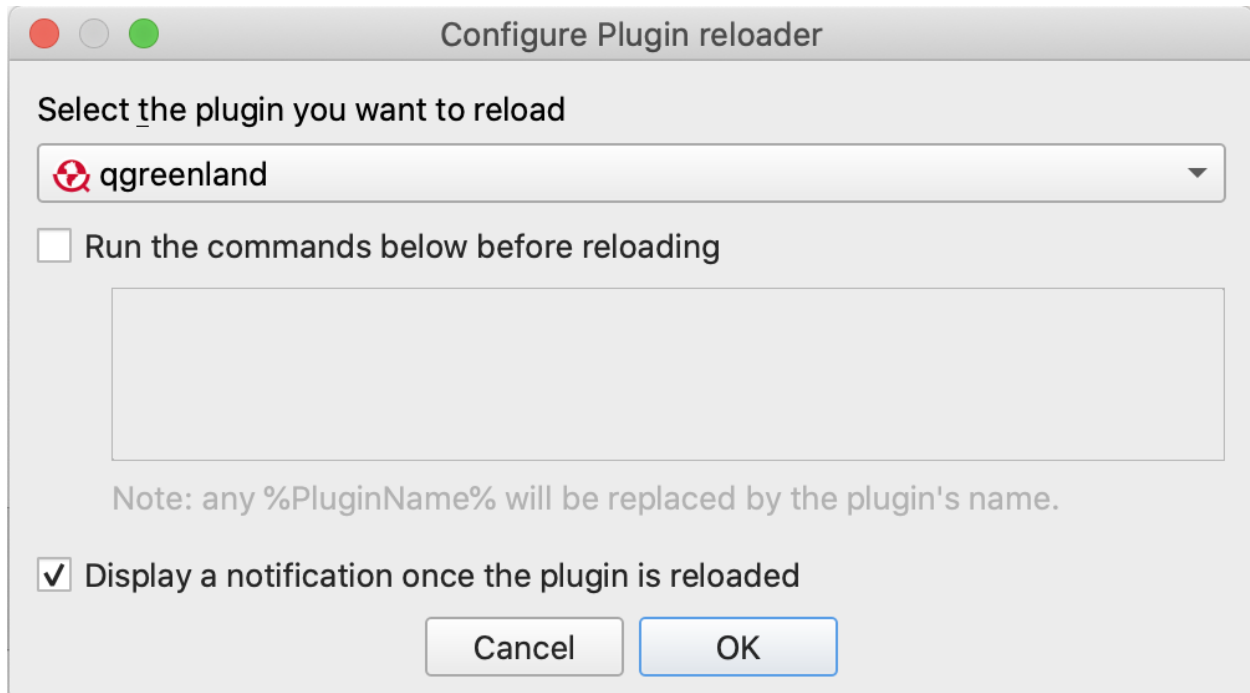 Configure Plugin reloader
Select the plugin you want to reload
qgreenland
Run the commands below before reloading
Note: any %PluginName% will be replaced by the plugin's name.
Display a notification once the plugin is reloaded
Cancel OK